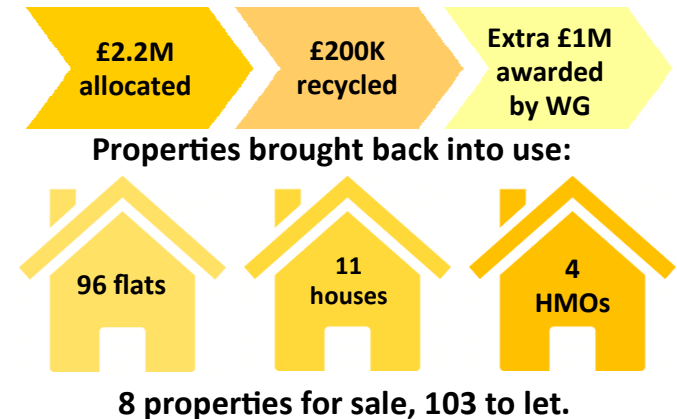 £2.2M
allocated
£200K
recycled
Extra £1M
awarded
by WG
Properties brought back into use:
96 flats
11
houses
4
HMOs
8 properties for sale, 103 to let.